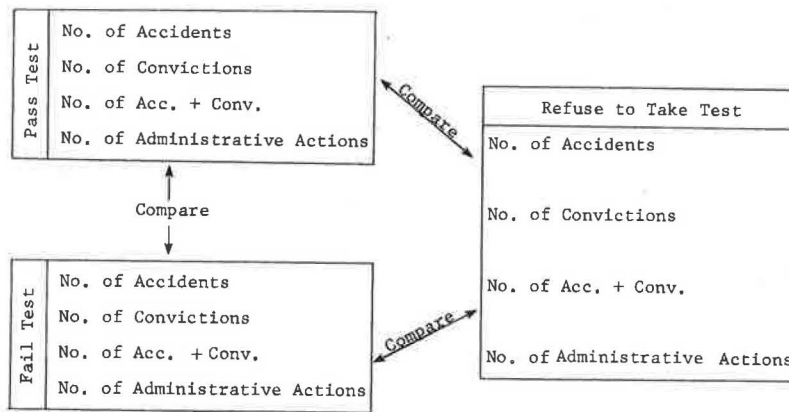 Pass Test
No. of Accidents
No. of Convictions
No. of Acc. + Conv.
No. of Administrative Actions
Compare
Compare
Refuse to Take Test
No. of Accidents
No. of Convictions
No. of Acc. + Conv.
No. of Administrative Actions
Fail Test
No. of Accidents
No. of Convictions
No. of Acc. + Conv.
No. of Administrative Actions
Compare